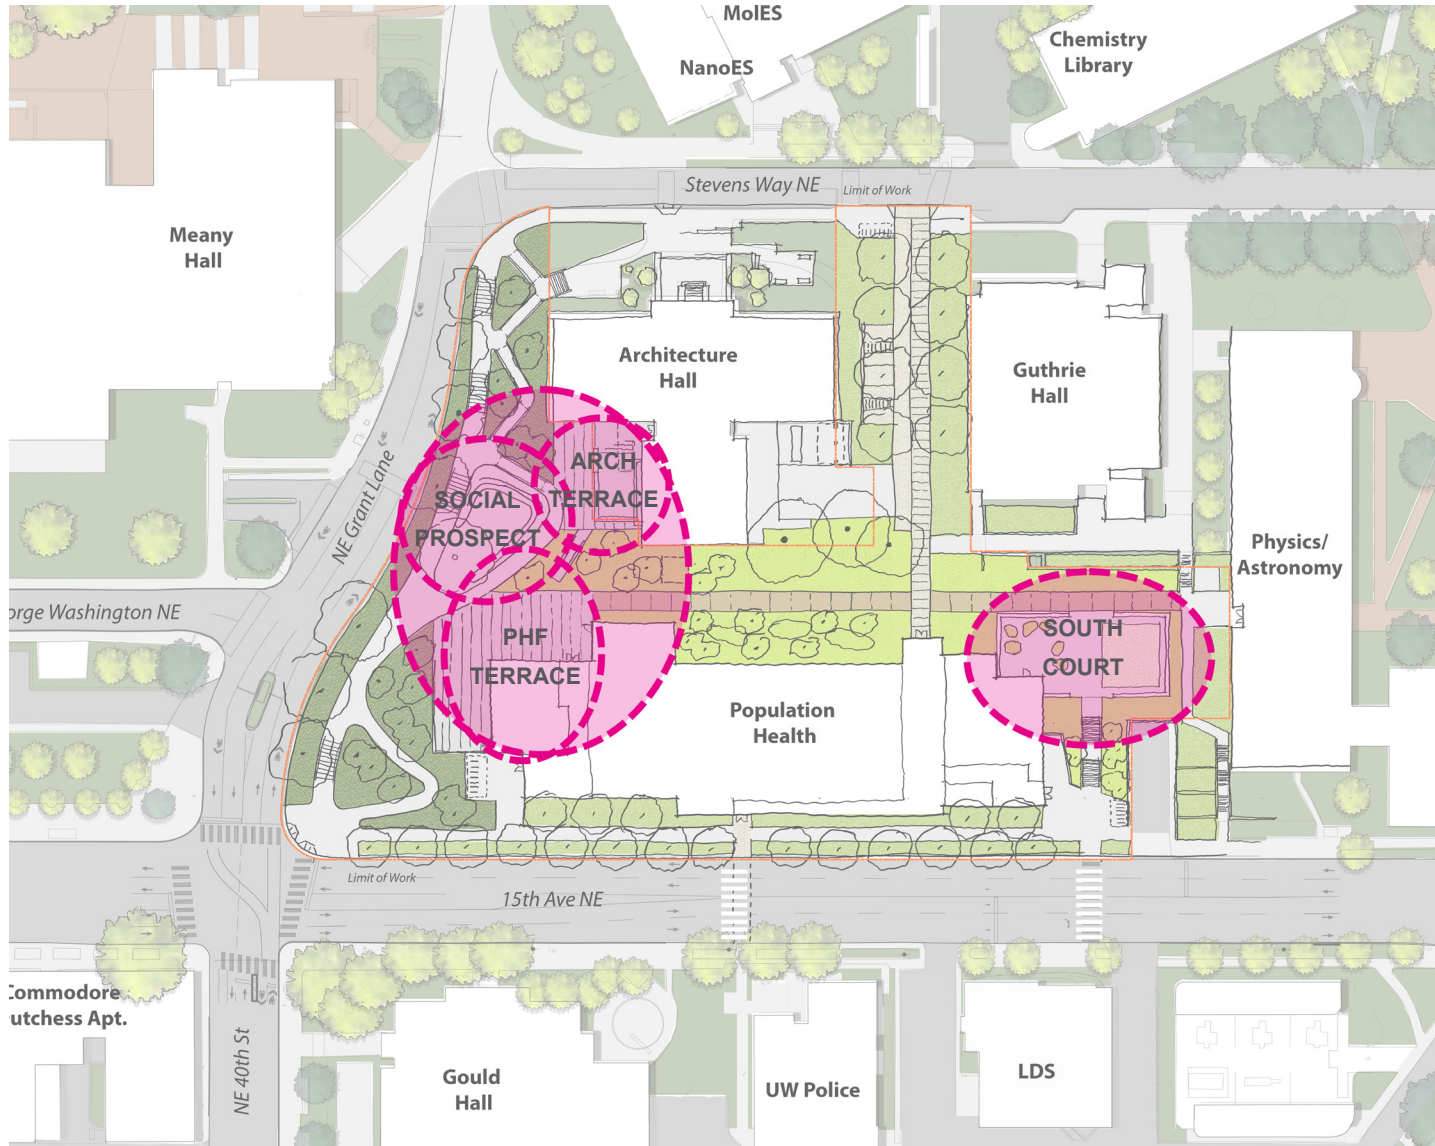 MolES
NanoES
Chemistry
Library
Stevens Way NE
Limit of Work
Meany
Hall
Architecture
Hall
Guthrie
Hall
NE Grant Lane
ARCH
TERRACE
SOCIAL
PROSPECT
Physics/
Astronomy
orge Washington NE
PHF
TERRACE
SOUTH
COURT
Population
Health
Limit of Work
15th Ave NE
Commodore
utchess Apt.
NE 40th St
Gould
Hall
UW Police
LDS